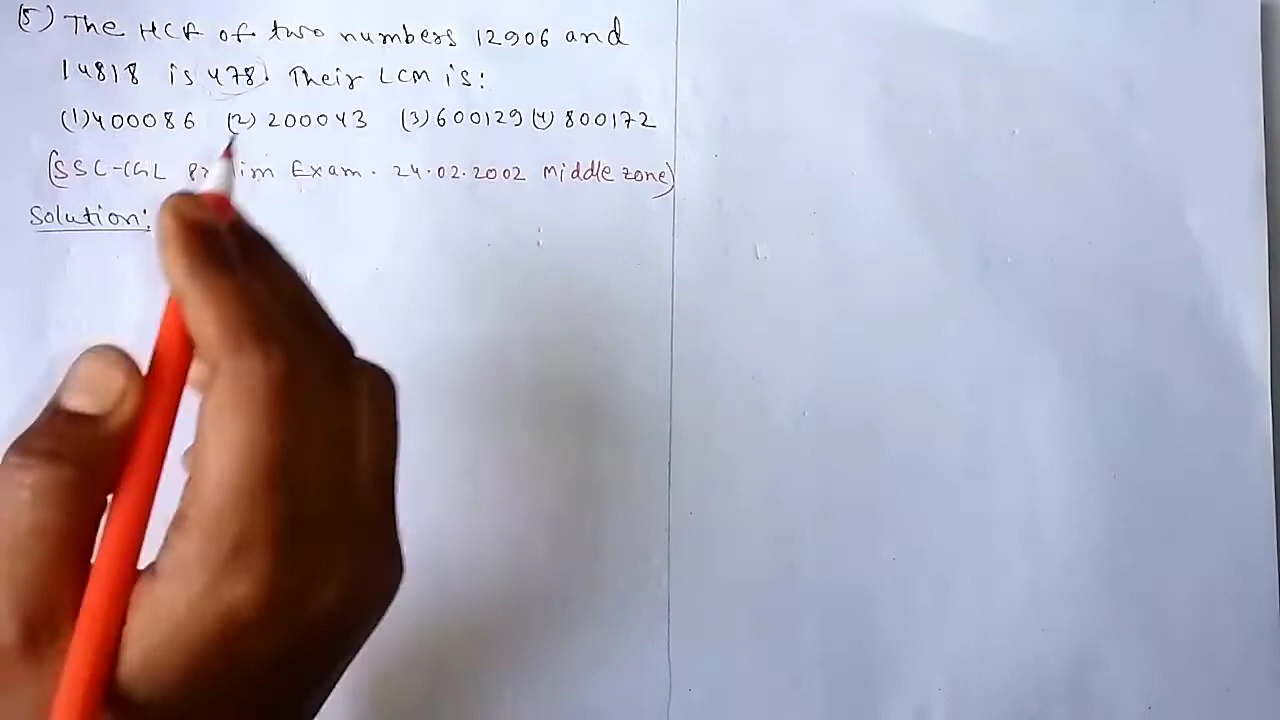 (5) The HCF of two numbers 12906 and
14818 is 478. Their LCM is:
(1)400086 (2) 200043 (3)600129 (4) 800172
(SSC-CGL Exam. 24.02.2002 middle zone)
Solution: